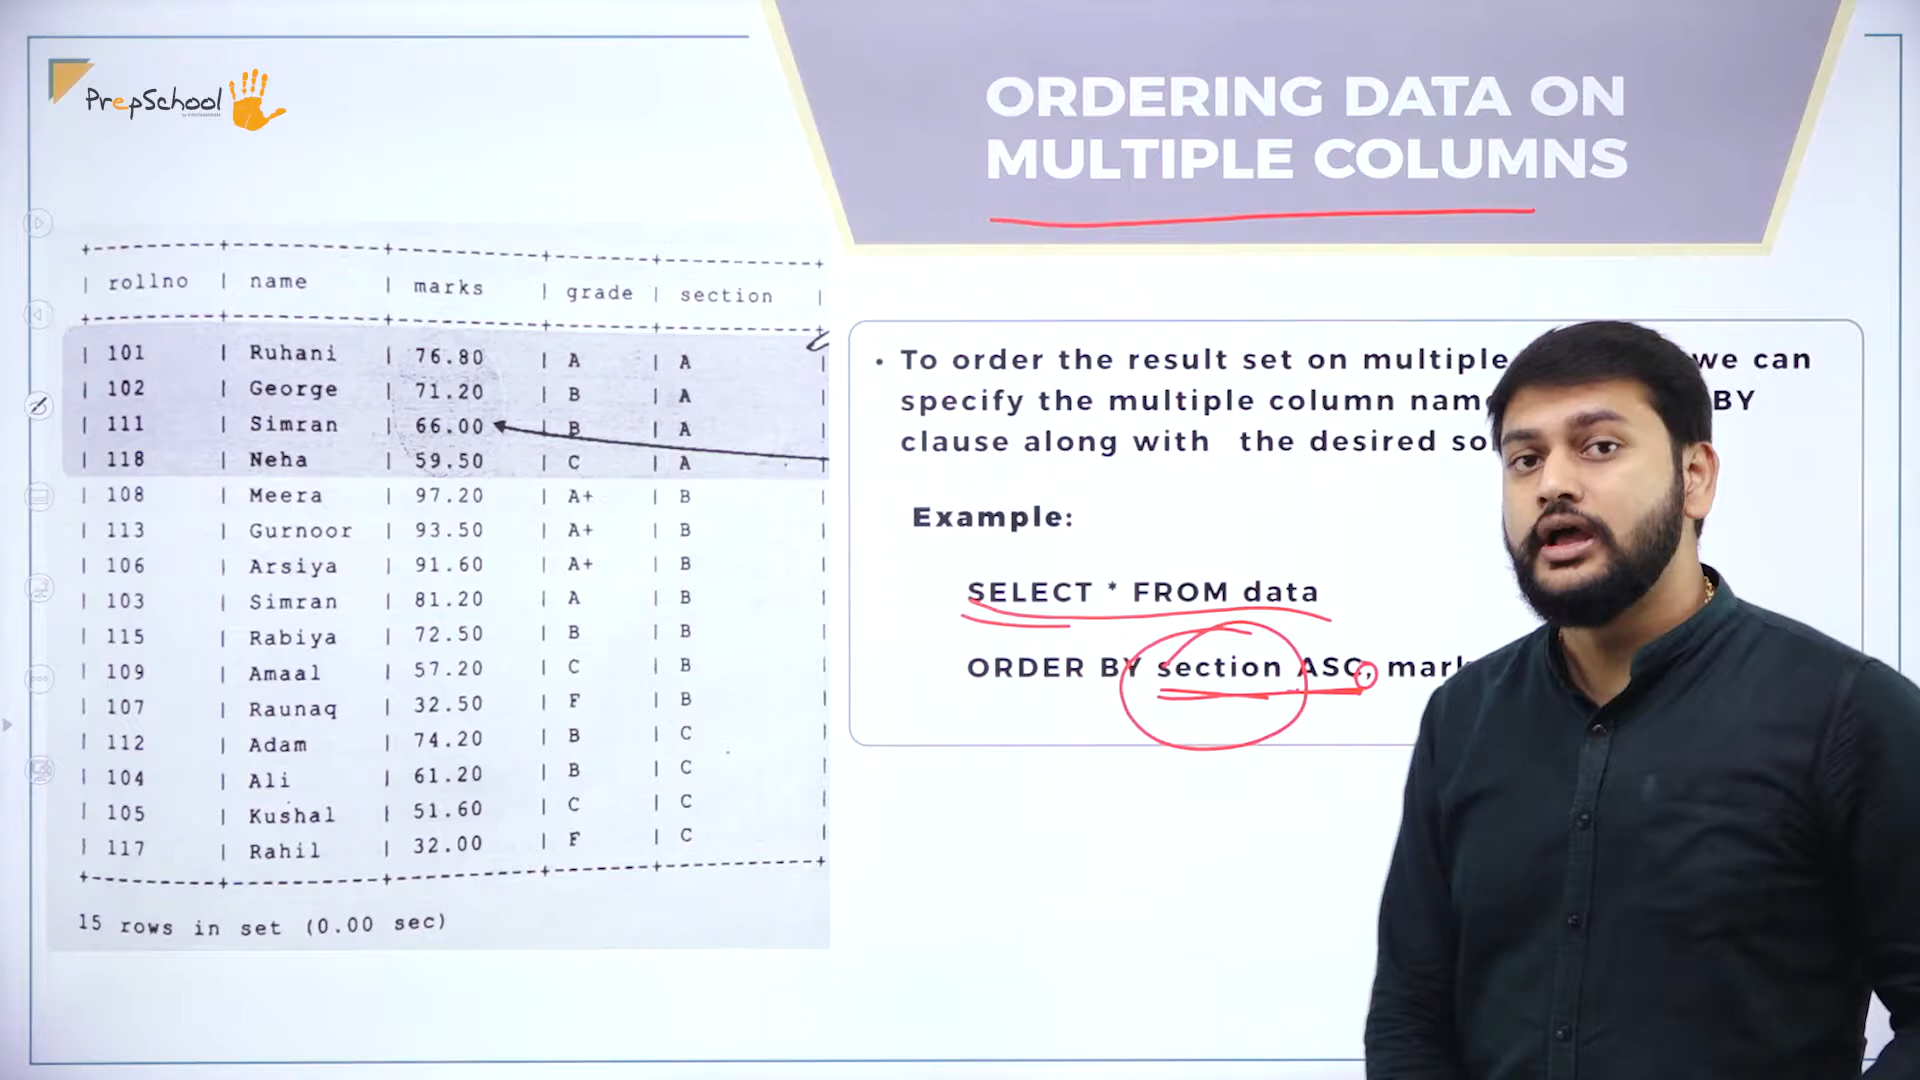 PrepSchool
ORDERING DATA ON
MULTIPLE COLUMNS
+---------+-----------+-----------+--------+-----------+
| rollno | name | marks | grade | section |
+---------+-----------+-----------+--------+-----------+
| 101 | Ruhani | 76.80 | A | A |
| 102 | George | 71.20 | B | A |
| 111 | Simran | 66.00 | B | A |
| 118 | Neha | 59.50 | C | A |
| 108 | Meera | 97.20 | A+ | B |
| 113 | Gurnoor | 93.50 | A+ | B |
| 106 | Arsiya | 91.60 | A+ | B |
| 103 | Simran | 81.20 | A | B |
| 115 | Rabiya | 72.50 | B | B |
| 109 | Amaal | 57.20 | C | B |
| 107 | Raunaq | 32.50 | F | B |
| 112 | Adam | 74.20 | B | C |
| 104 | Ali | 61.20 | B | C |
| 105 | Kushal | 51.60 | C | C |
| 117 | Rahil | 32.00 | F | C |
+---------+-----------+-----------+--------+-----------+
15 rows in set (0.00 sec)
• To order the result set on multiple we can
specify the multiple column BY
clause along with the desired
Example:
SELECT * FROM data
ORDER BY section ASC,